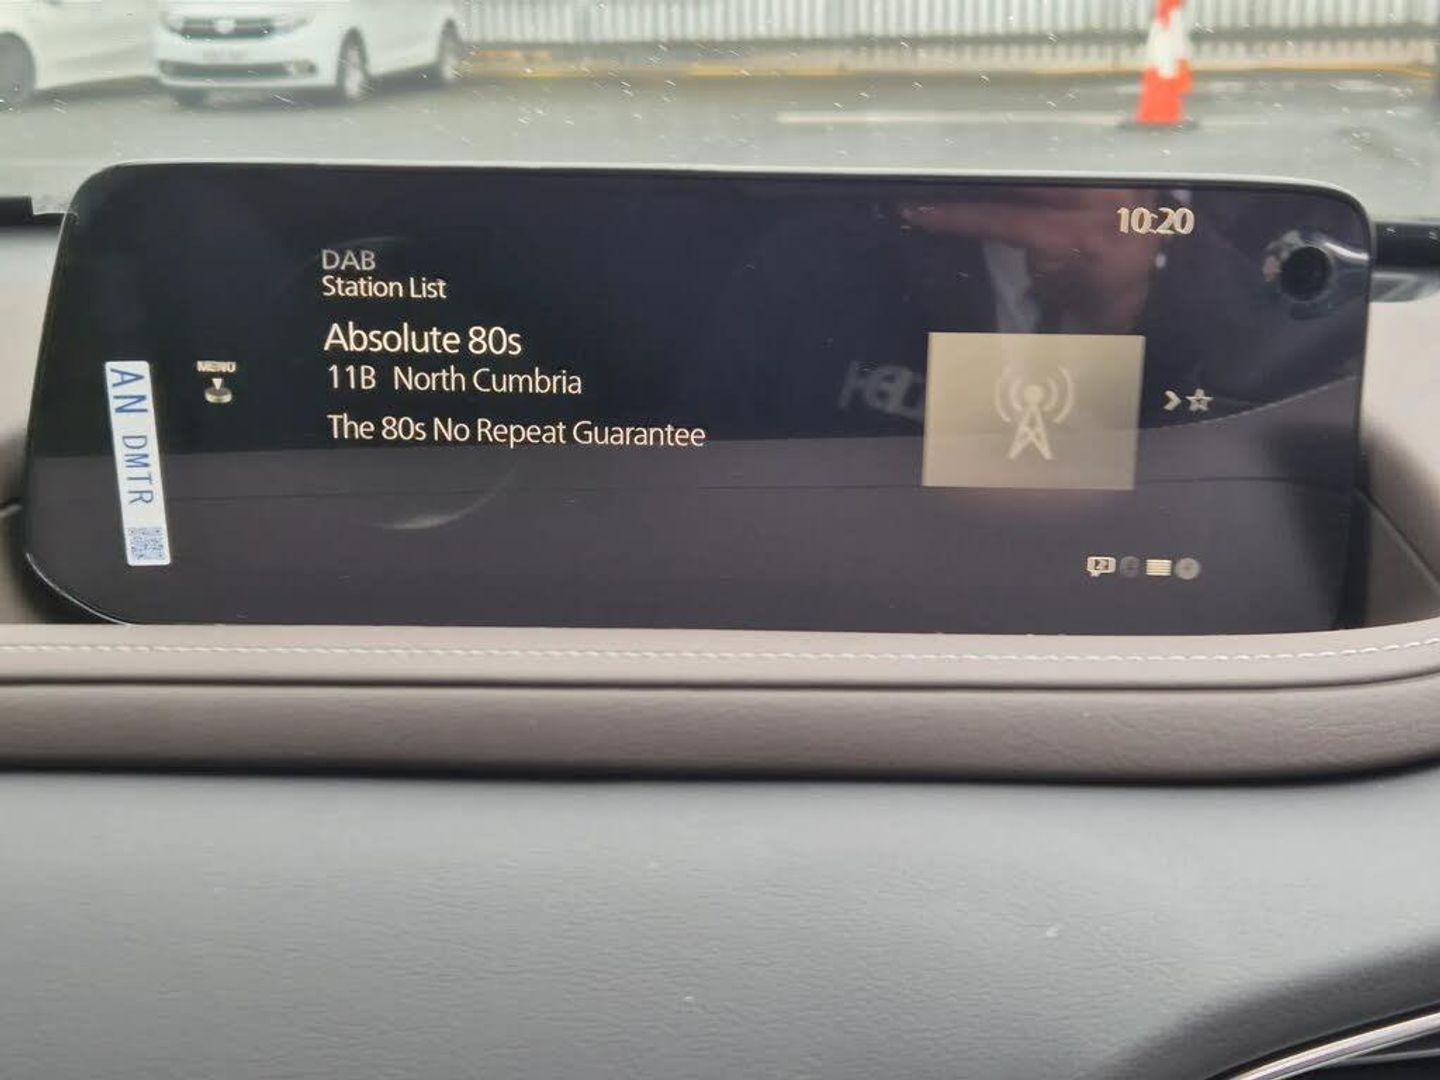 10:20
DAB
Station List
Absolute 80s
11B North Cumbria
The 80s No Repeat Guarantee
MENU
AN DMTR